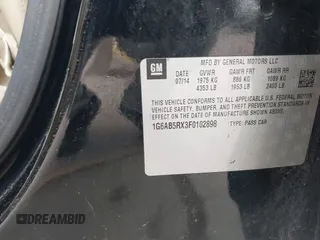 GM
MFD BY GENERAL MOTORS LLC
DATE GVWR GAWR FRT GAWR RR
07/14 1975 KG 886 KG 1089 KG
4353 LB 1953 LB 2400 LB
THIS VEHICLE CONFORMS TO ALL APPLICABLE U.S. FEDERAL MOTOR
VEHICLE SAFETY, BUMPER, AND THEFT PREVENTION STANDARDS
IN EFFECT ON THE DATE OF MANUFACTURE SHOWN ABOVE.
1G6AB5RX3F0102898 TYPE: PASS CAR
DREAMBID